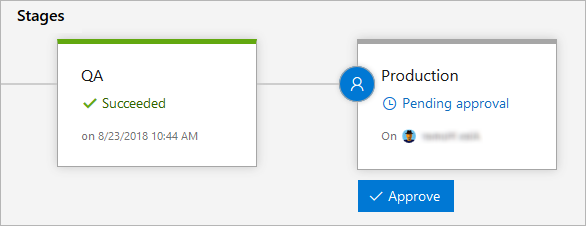 Stages
QA
Succeeded
on 8/23/2018 10:44 AM
Production
Pending approval
On
Approve